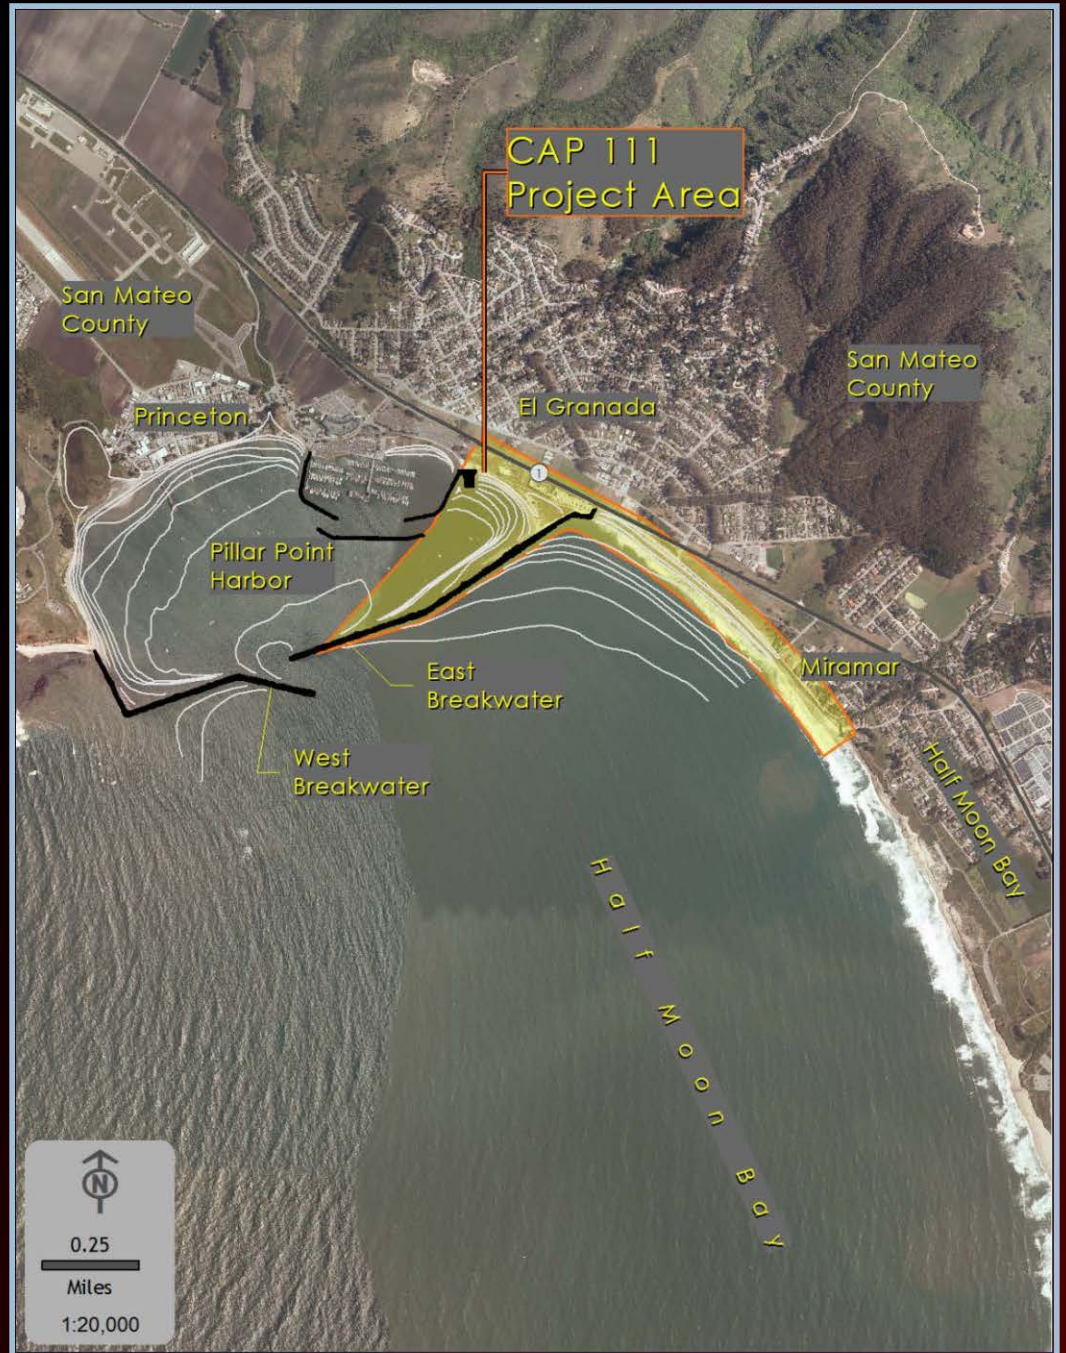 CAP 111
Project Area
San Mateo
County
San Mateo
County
El Granada
Princeton
1
Pillar Point
Harbor
East
Breakwater
Miramar
West
Breakwater
Half Moon Bay
Half Moon Bay
N
0.25
Miles
1:20,000